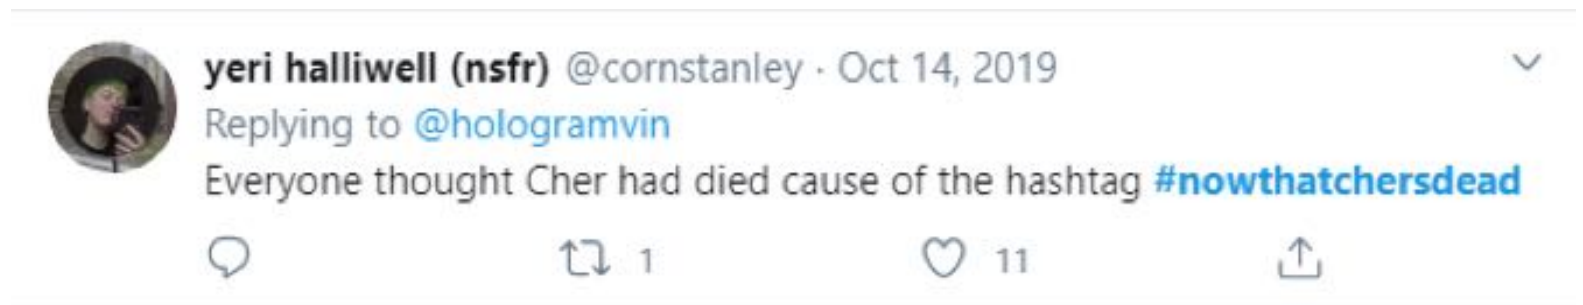 yeri halliwell (nsfr) @cornstanley · Oct 14, 2019
Replying to @hologramvin
Everyone thought Cher had died cause of the hashtag #nowthatchersdead
1 11